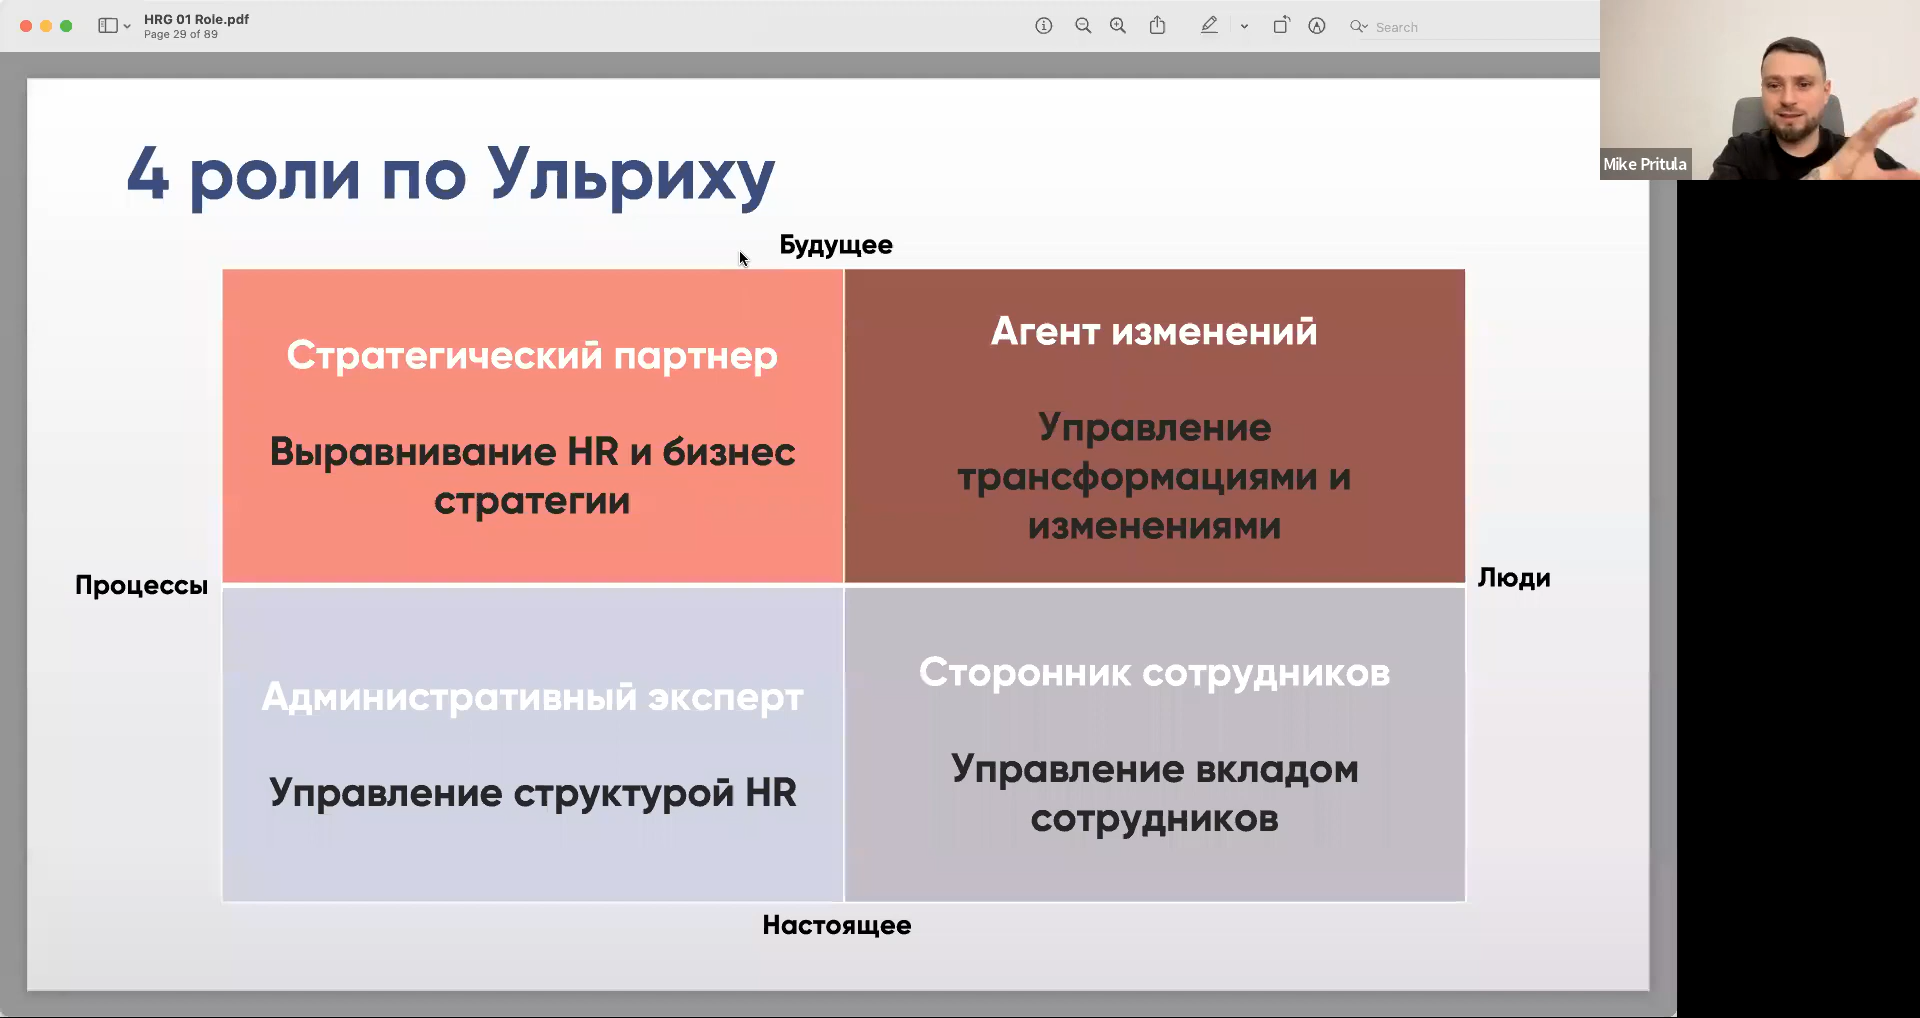 HRG 01 Role.pdf
Page 29 of 89
Search
Mike Pritula
4 роли по Ульриху
Будущее
Стратегический партнер
Выравнивание HR и бизнес
стратегии
Агент изменений
Управление
трансформациями и
изменениями
Процессы
Люди
Административный эксперт
Управление структурой HR
Сторонник сотрудников
Управление вкладом
сотрудников
Настоящее